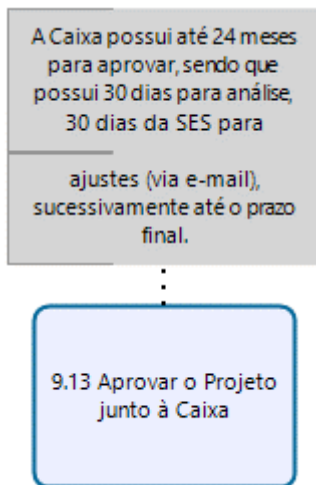 A Caixa possui até 24 meses
para aprovar, sendo que
possui 30 dias para análise,
30 dias da SES para
ajustes (via e-mail),
sucessivamente até o prazo
final.
9.13 Aprovar o Projeto
junto à Caixa